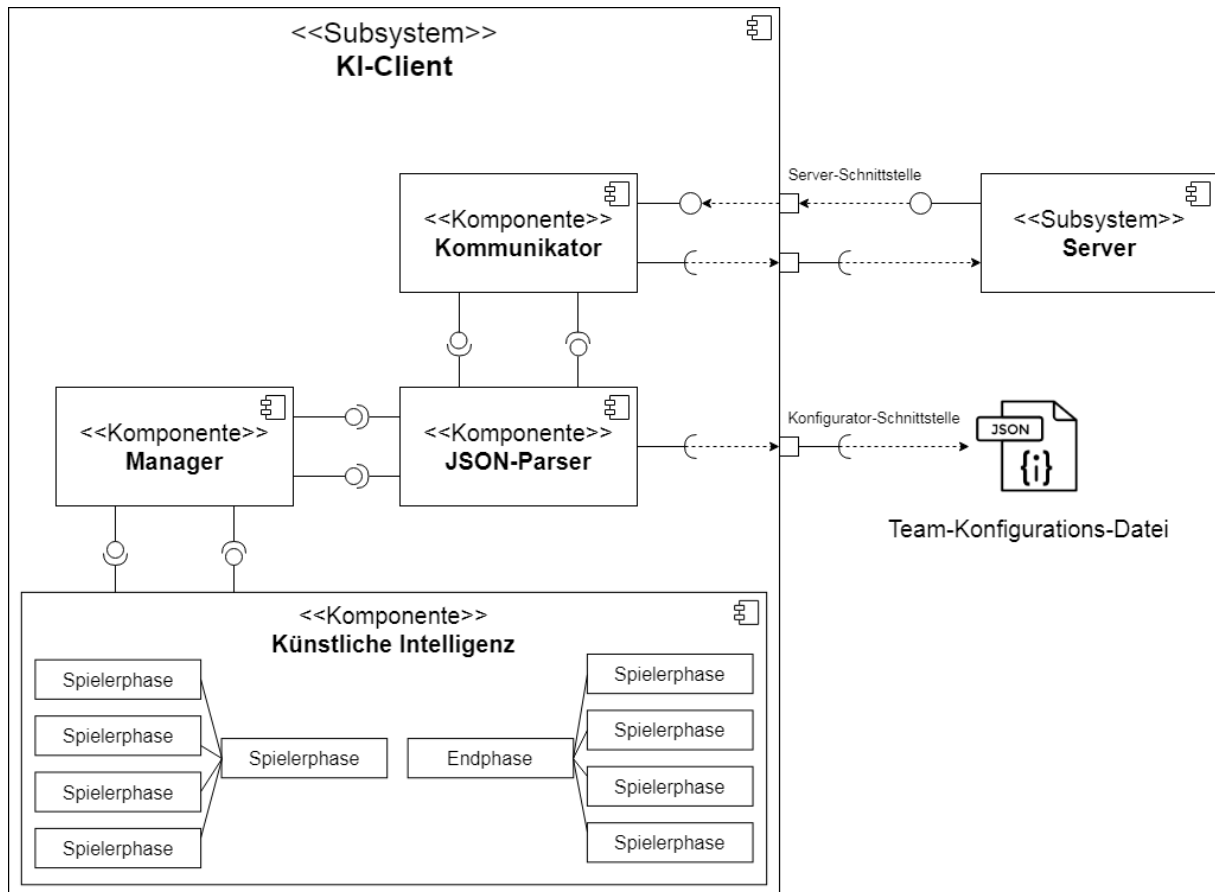 <<Subsystem>>
KI-Client
Server-Schnittstelle
<<Komponente>>
Kommunikator
<<Subsystem>>
Server
<<Komponente>>
Manager
<<Komponente>>
JSON-Parser
Konfigurator-Schnittstelle
JSON
{i}
Team-Konfigurations-Datei
<<Komponente>>
Künstliche Intelligenz
Spielerphase
Spielerphase
Spielerphase
Spielerphase
Spielerphase
Endphase
Spielerphase
Spielerphase
Spielerphase
Spielerphase